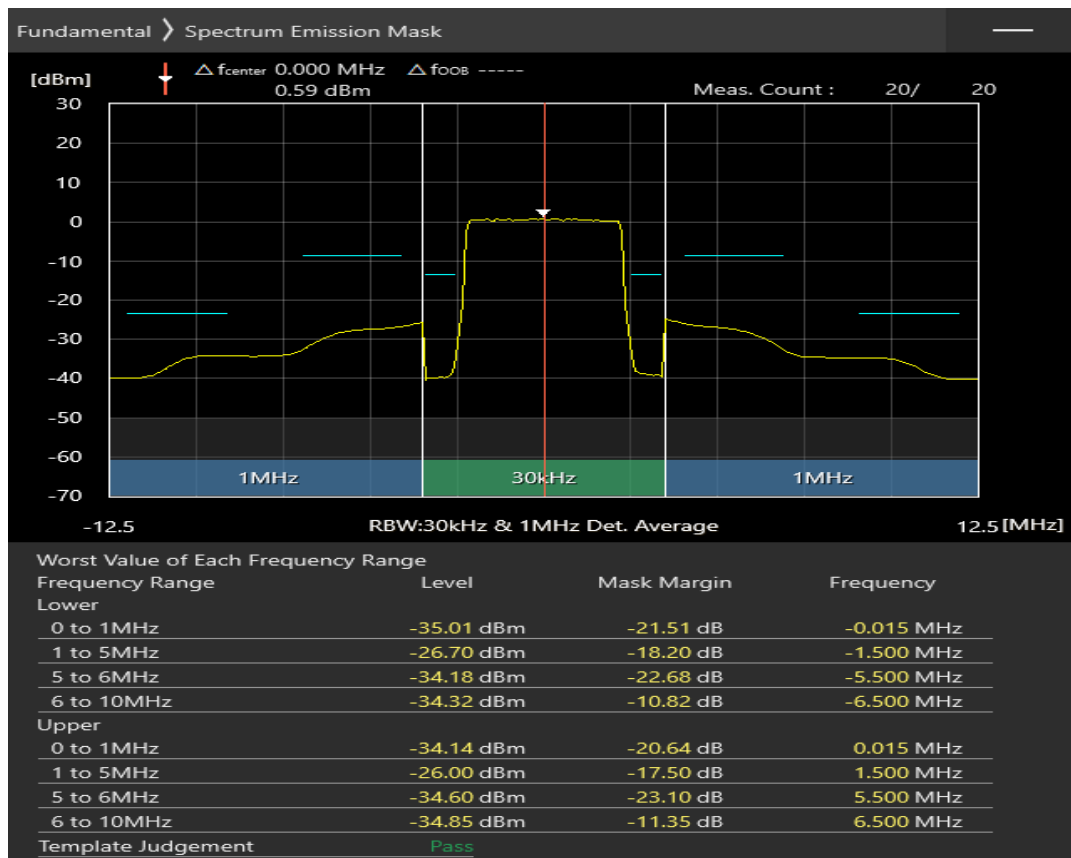 Fundamental ❯ Spectrum Emission Mask
[dBm] △ fcenter 0.000 MHz △ fOOB -----
0.59 dBm Meas. Count : 20/ 20
30
20
10
0
-10
-20
-30
-40
-50
-60
1MHz 30kHz 1MHz
-70
-12.5 RBW:30kHz & 1MHz Det. Average 12.5 [MHz]
Worst Value of Each Frequency Range
Frequency Range Level Mask Margin Frequency
Lower
0 to 1MHz -35.01 dBm -21.51 dB -0.015 MHz
1 to 5MHz -26.70 dBm -18.20 dB -1.500 MHz
5 to 6MHz -34.18 dBm -22.68 dB -5.500 MHz
6 to 10MHz -34.32 dBm -10.82 dB -6.500 MHz
Upper
0 to 1MHz -34.14 dBm -20.64 dB 0.015 MHz
1 to 5MHz -26.00 dBm -17.50 dB 1.500 MHz
5 to 6MHz -34.60 dBm -23.10 dB 5.500 MHz
6 to 10MHz -34.85 dBm -11.35 dB 6.500 MHz
Template Judgement Pass